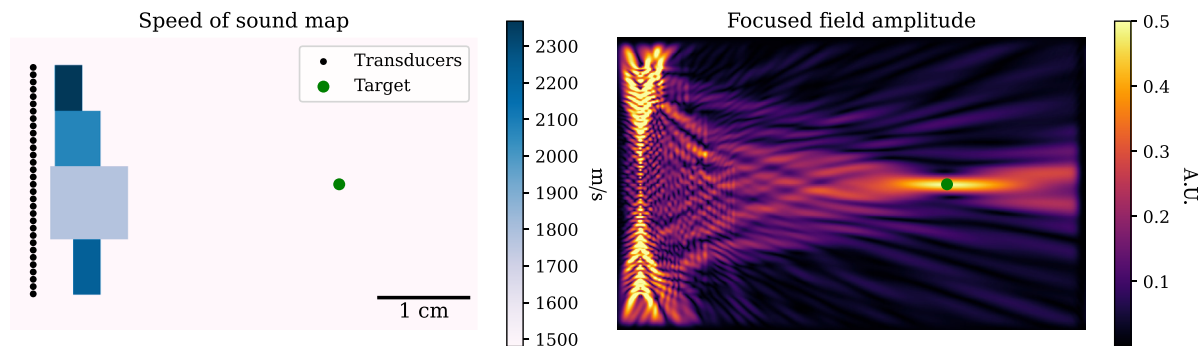 Speed of sound map
Transducers
Target
1 cm
2300
2200
2100
2000
1900
1800
1700
1600
1500
m/s
Focused field amplitude
0.5
0.4
0.3
0.2
0.1
A.U.